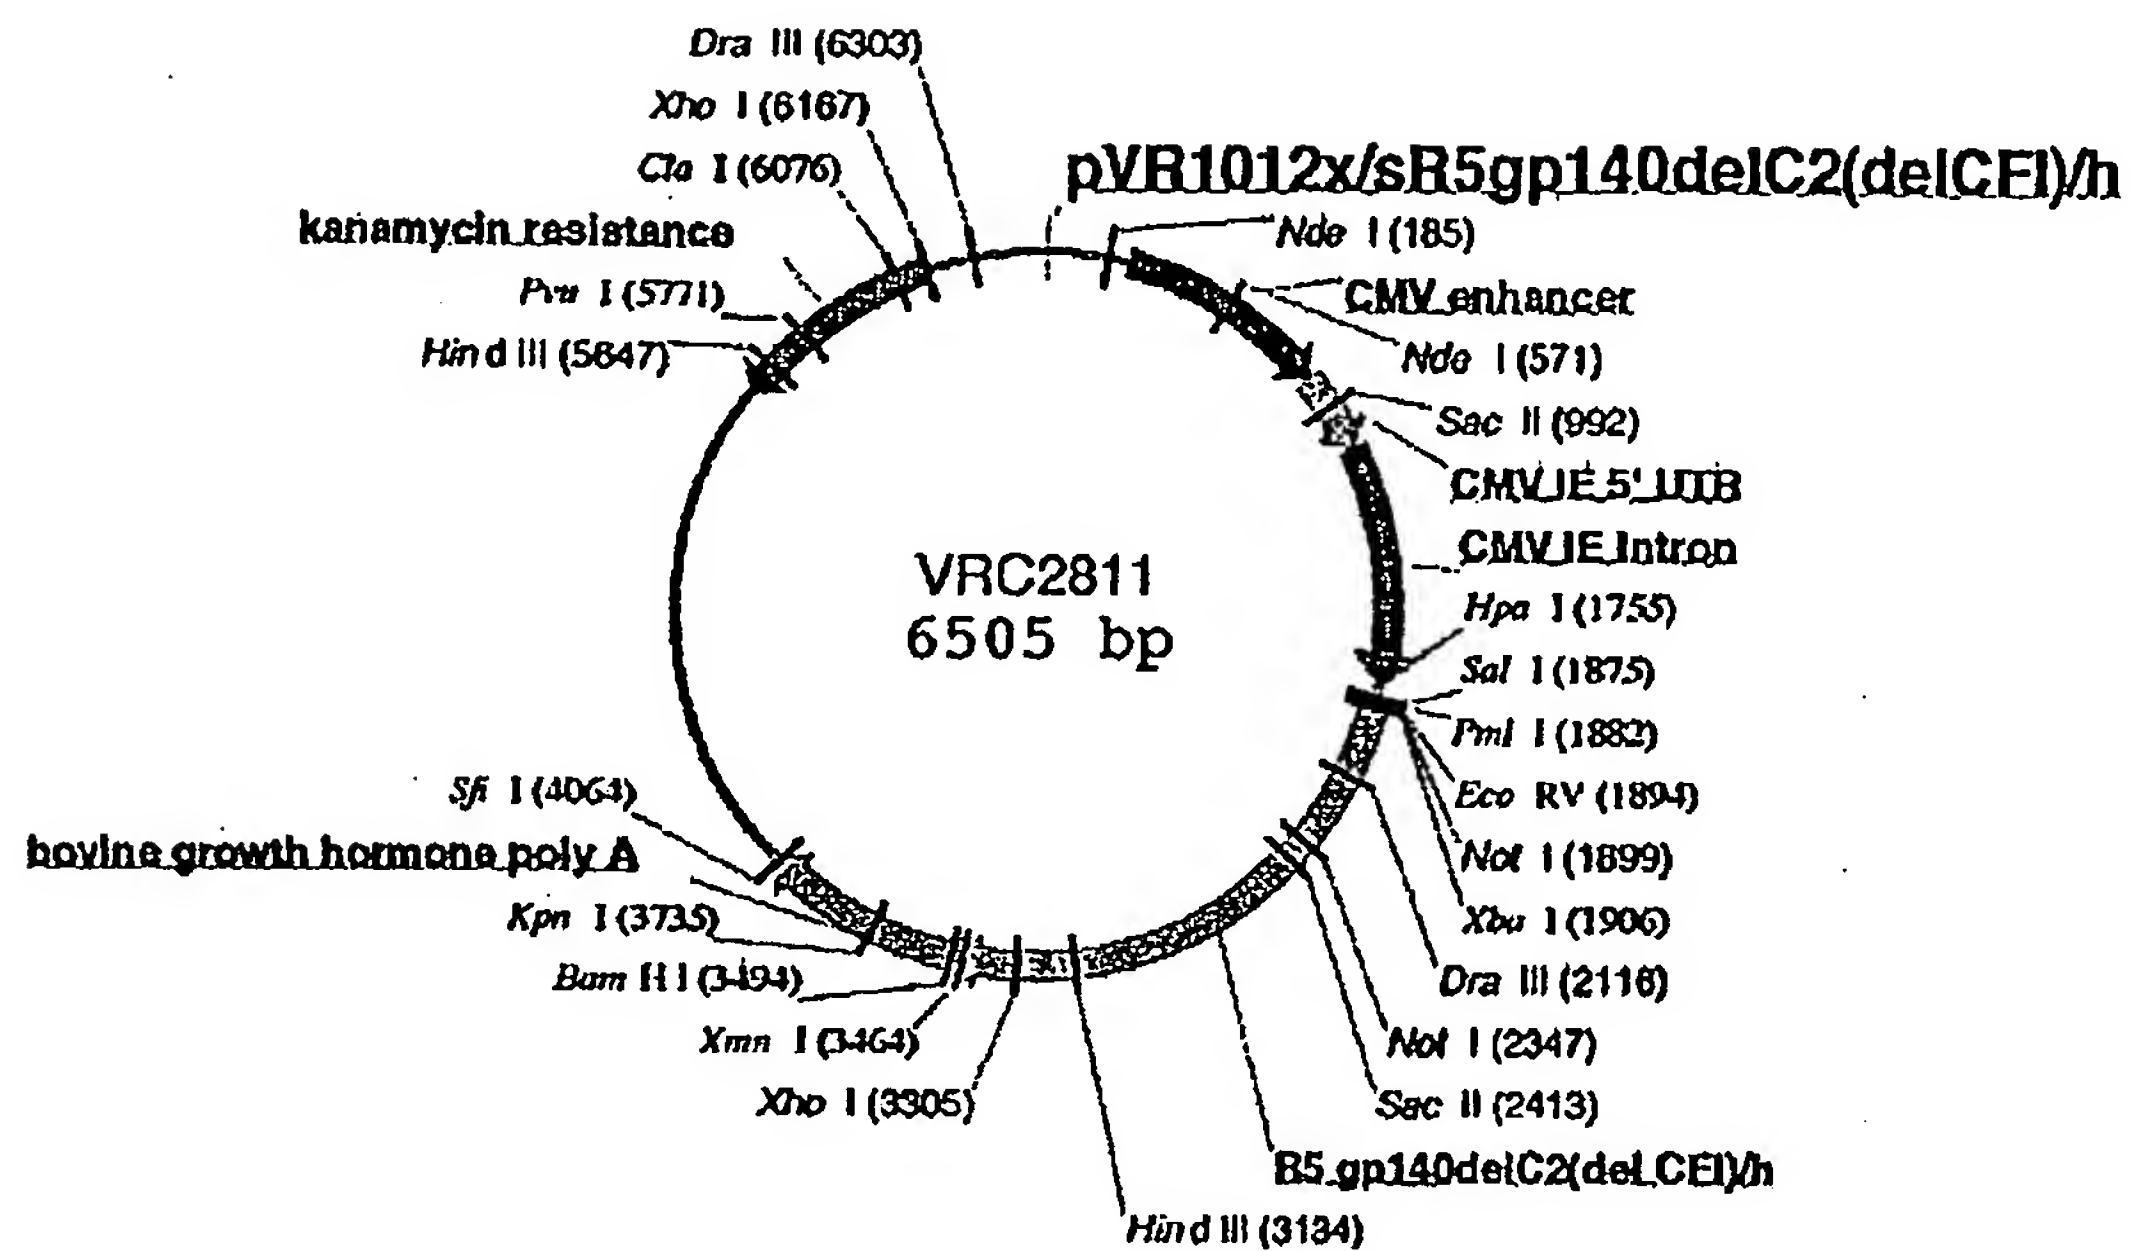 Dra III (6303)
Xho I (6167)
Cla I (6076)
pVR1012x/sR5gp140delC2(delCFI)/h
kanamycin resistance
Nde I (185)
Pvu I (5771)
CMV enhancer
Hind III (5647)
Nde I (571)
Sac II (992)
CMV IE 5' UTR
CMV IE Intron
VRC2811
6505 bp
Hpa I (1755)
Sal I (1875)
Pml I (1882)
Eco RV (1894)
Sfi I (4064)
Not I (1899)
bovine growth hormone poly A
Xba I (1906)
Kpn I (3735)
Dra III (2116)
Bam H I (3494)
Xmn I (3464)
Not I (2347)
Xho I (3305)
Sac II (2413)
R5 gp140delC2(del CFI)/h
Hind III (3134)